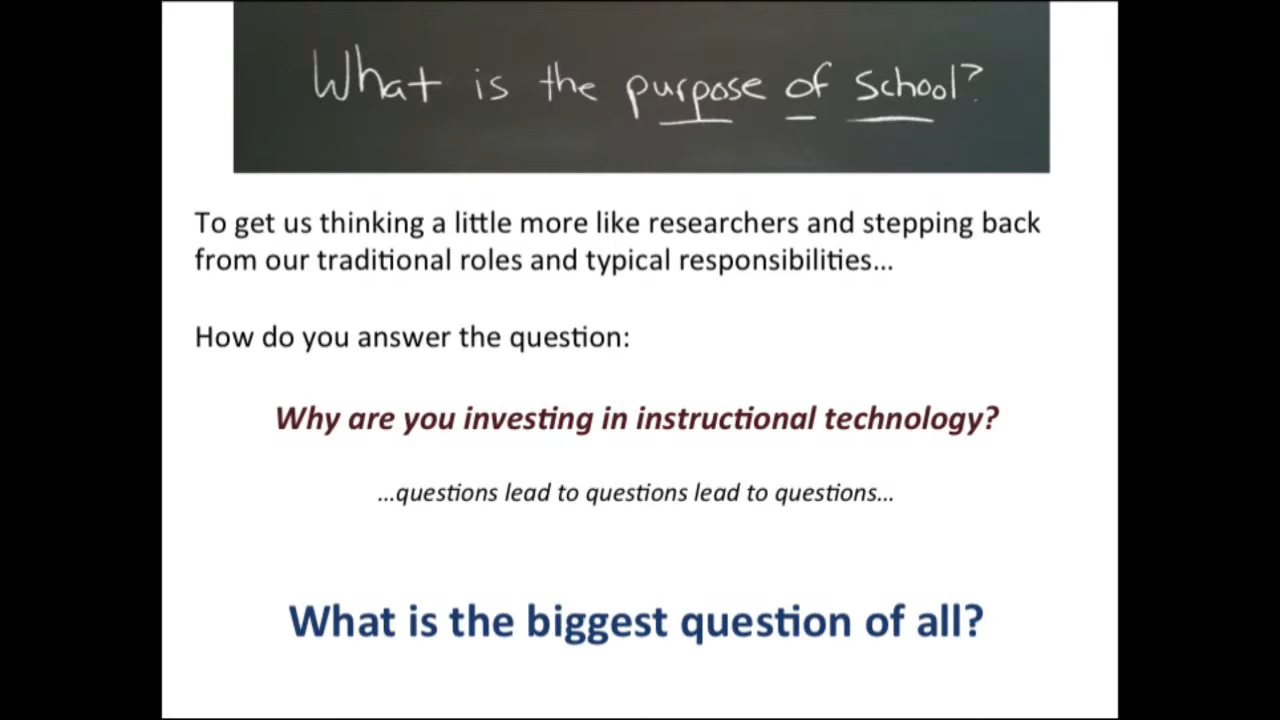 What is the purpose of school?
To get us thinking a little more like researchers and stepping back
from our traditional roles and typical responsibilities…
How do you answer the question:
Why are you investing in instructional technology?
…questions lead to questions lead to questions…
What is the biggest question of all?